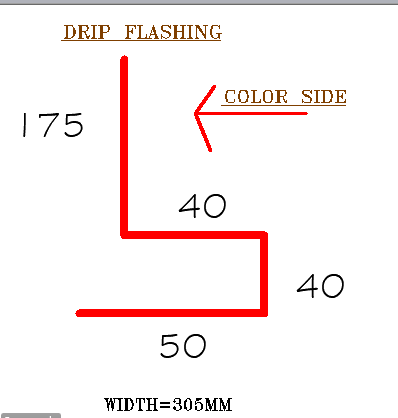 DRIP FLASHING
COLOR SIDE
175
40
40
50
WIDTH=305MM